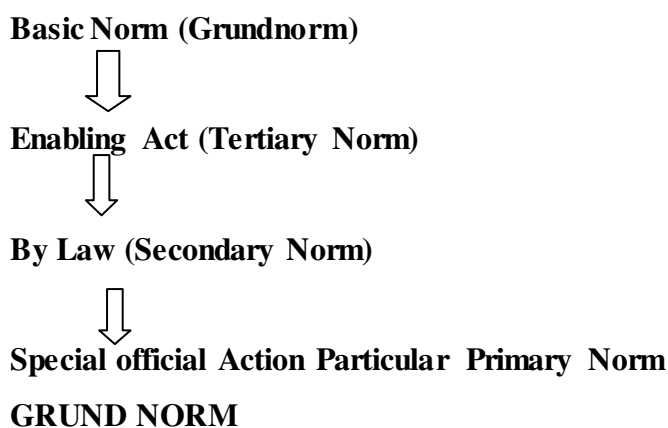 Basic Norm (Grundnorm)
Enabling Act (Tertiary Norm)
By Law (Secondary Norm)
Special official Action Particular Primary Norm
GRUND NORM